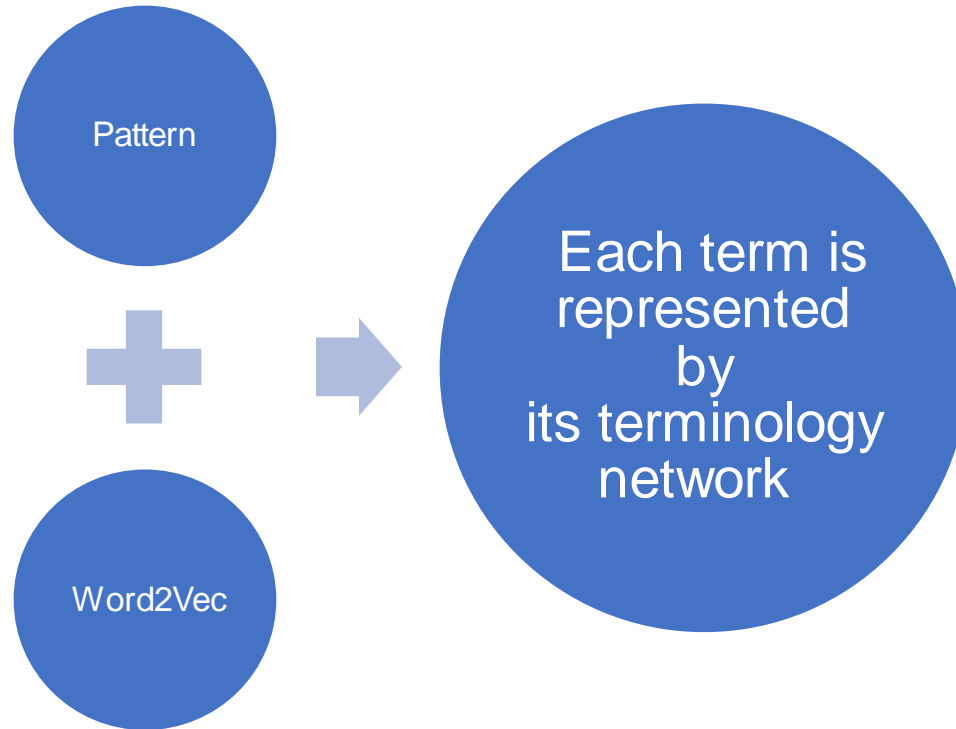 Pattern
Word2Vec
Each term is
represented
by
its terminology
network